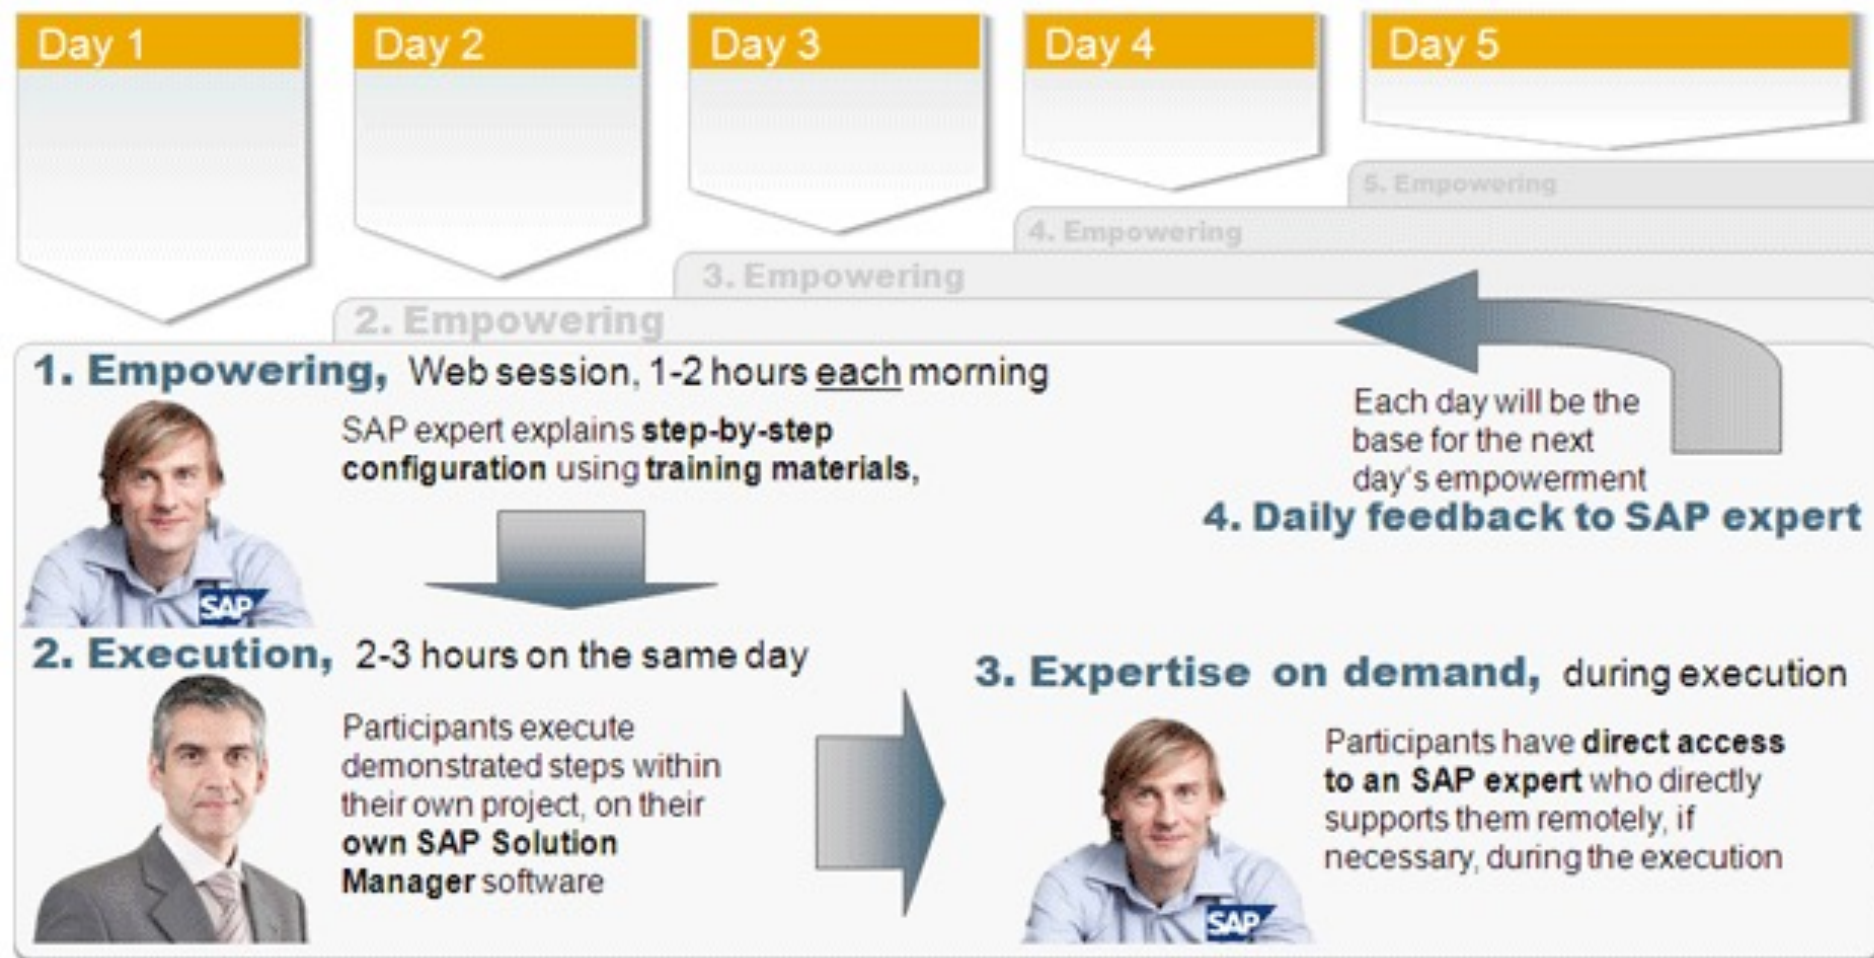 Day 1
Day 2
Day 3
Day 4
Day 5
5. Empowering
4. Empowering
3. Empowering
2. Empowering
1. Empowering, Web session, 1-2 hours each morning
SAP expert explains step-by-step
configuration using training materials,
SAP
Each day will be the
base for the next
day's empowerment
4. Daily feedback to SAP expert
2. Execution, 2-3 hours on the same day
Participants execute
demonstrated steps within
their own project, on their
own SAP Solution
Manager software
3. Expertise on demand, during execution
Participants have direct access
to an SAP expert who directly
supports them remotely, if
necessary, during the execution
SAP